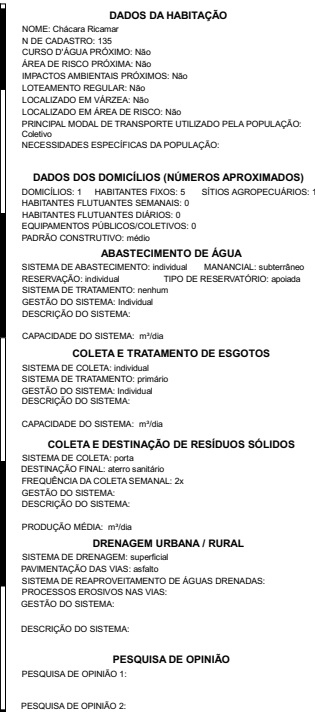 DADOS DA HABITAÇÃO
NOME: Chácara Ricamar
N DE CADASTRO: 135
CURSO D'ÁGUA PRÓXIMO: Não
ÁREA DE RISCO PRÓXIMA: Não
IMPACTOS AMBIENTAIS PRÓXIMOS: Não
LOTEAMENTO REGULAR: Não
LOCALIZADO EM VÁRZEA: Não
LOCALIZADO EM ÁREA DE RISCO: Não
PRINCIPAL MODAL DE TRANSPORTE UTILIZADO PELA POPULAÇÃO:
Coletivo
NECESSIDADES ESPECÍFICAS DA POPULAÇÃO:
DADOS DOS DOMICÍLIOS (NÚMEROS APROXIMADOS)
DOMICÍLIOS: 1 HABITANTES FIXOS: 5 SÍTIOS AGROPECUÁRIOS: 1
HABITANTES FLUTUANTES SEMANAIS: 0
HABITANTES FLUTUANTES DIÁRIOS: 0
EQUIPAMENTOS PÚBLICOS/COLETIVOS: 0
PADRÃO CONSTRUTIVO: médio
ABASTECIMENTO DE ÁGUA
SISTEMA DE ABASTECIMENTO: individual MANANCIAL: subterrâneo
RESERVAÇÃO: individual TIPO DE RESERVATÓRIO: apoiada
SISTEMA DE TRATAMENTO: nenhum
GESTÃO DO SISTEMA: Individual
DESCRIÇÃO DO SISTEMA:
CAPACIDADE DO SISTEMA: m³/dia
COLETA E TRATAMENTO DE ESGOTOS
SISTEMA DE COLETA: individual
SISTEMA DE TRATAMENTO: primário
GESTÃO DO SISTEMA: Individual
DESCRIÇÃO DO SISTEMA:
CAPACIDADE DO SISTEMA: m³/dia
COLETA E DESTINAÇÃO DE RESÍDUOS SÓLIDOS
SISTEMA DE COLETA: porta
DESTINAÇÃO FINAL: aterro sanitário
FREQUÊNCIA DA COLETA SEMANAL: 2x
GESTÃO DO SISTEMA:
DESCRIÇÃO DO SISTEMA:
PRODUÇÃO MÉDIA: m³/dia
DRENAGEM URBANA / RURAL
SISTEMA DE DRENAGEM: superficial
PAVIMENTAÇÃO DAS VIAS: asfalto
SISTEMA DE REAPROVEITAMENTO DE ÁGUAS DRENADAS:
PROCESSOS EROSIVOS NAS VIAS:
GESTÃO DO SISTEMA:
DESCRIÇÃO DO SISTEMA:
PESQUISA DE OPINIÃO
PESQUISA DE OPINIÃO 1:
PESQUISA DE OPINIÃO 2: